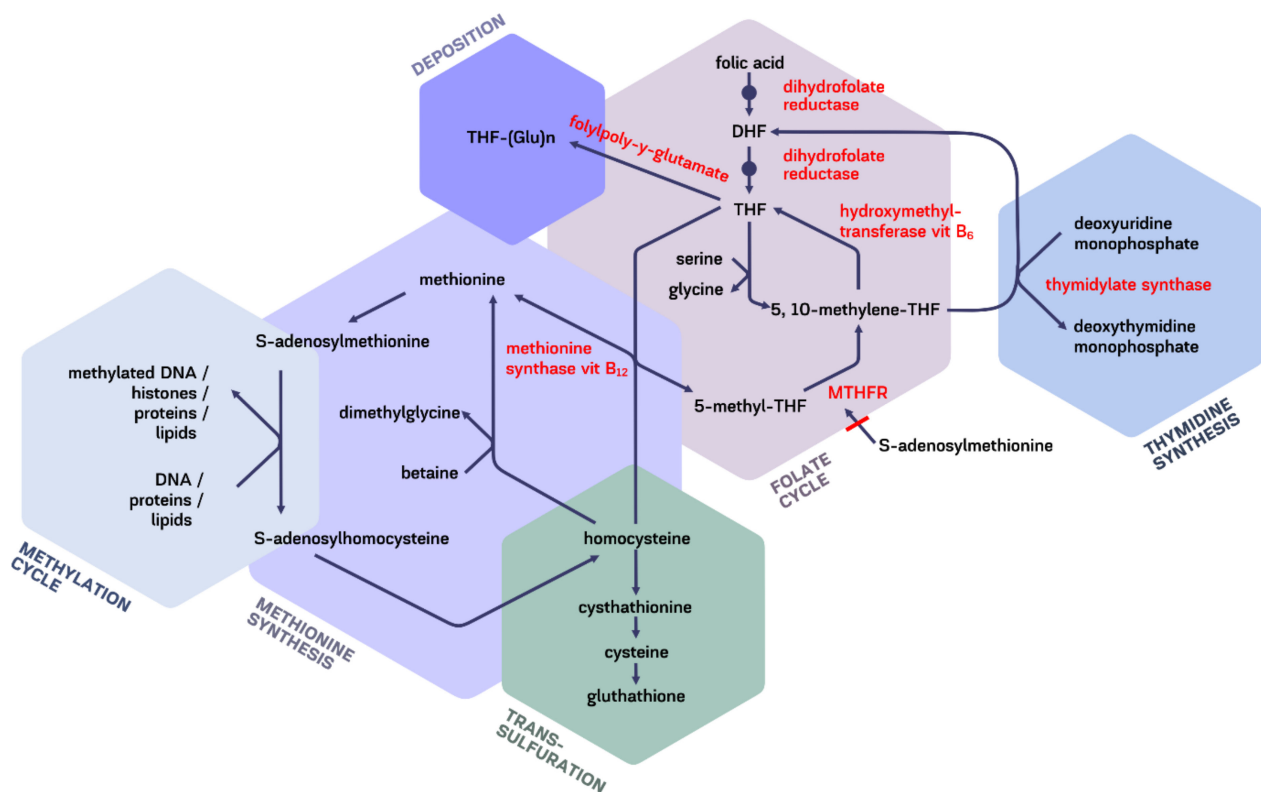 DEPOSITION
THF-(Glu)n
folylpoly-y-glutamate
folic acid
dihydrofolate
reductase
DHF
dihydrofolate
reductase
THF
hydroxymethyl-
transferase vit B₆
serine
glycine
5, 10-methylene-THF
5-methyl-THF
MTHFR
S-adenosylmethionine
FOLATE
CYCLE
deoxyuridine
monophosphate
thymidylate synthase
deoxythymidine
monophosphate
THYMIDINE
SYNTHESIS
methionine
S-adenosylmethionine
methionine
synthase vit B₁₂
dimethylglycine
betaine
methylated DNA /
histones /
proteins /
lipids
DNA /
proteins /
lipids
S-adenosylhomocysteine
METHYLATION
CYCLE
METHIONINE
SYNTHESIS
homocysteine
cysthathionine
cysteine
gluthathione
TRANS-
SULFURATION